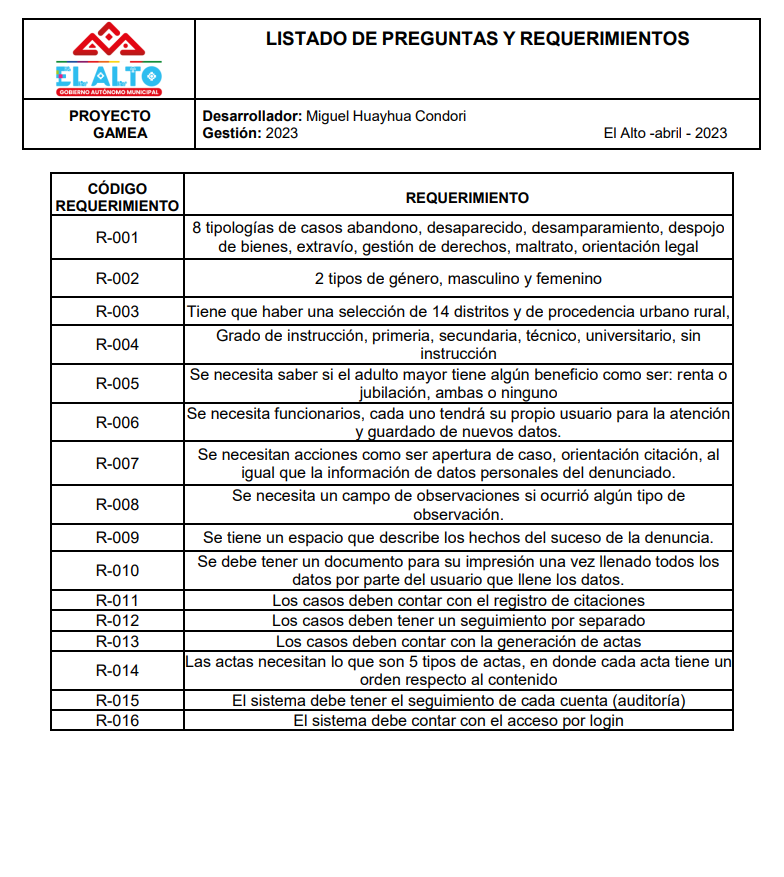 EL ALTO
GOBIERNO AUTÓNOMO MUNICIPAL
LISTADO DE PREGUNTAS Y REQUERIMIENTOS
PROYECTO
GAMEA
Desarrollador: Miguel Huayhua Condori
Gestión: 2023 El Alto -abril - 2023
CÓDIGO
REQUERIMIENTO
REQUERIMIENTO
R-001
8 tipologías de casos abandono, desaparecido, desamparamiento, despojo
de bienes, extravío, gestión de derechos, maltrato, orientación legal
R-002
2 tipos de género, masculino y femenino
R-003
Tiene que haber una selección de 14 distritos y de procedencia urbano rural,
R-004
Grado de instrucción, primeria, secundaria, técnico, universitario, sin
instrucción
R-005
Se necesita saber si el adulto mayor tiene algún beneficio como ser: renta o
jubilación, ambas o ninguno
R-006
Se necesita funcionarios, cada uno tendrá su propio usuario para la atención
y guardado de nuevos datos.
R-007
Se necesitan acciones como ser apertura de caso, orientación citación, al
igual que la información de datos personales del denunciado.
R-008
Se necesita un campo de observaciones si ocurrió algún tipo de
observación.
R-009
Se tiene un espacio que describe los hechos del suceso de la denuncia.
R-010
Se debe tener un documento para su impresión una vez llenado todos los
datos por parte del usuario que llene los datos.
R-011
Los casos deben contar con el registro de citaciones
R-012
Los casos deben tener un seguimiento por separado
R-013
Los casos deben contar con la generación de actas
R-014
Las actas necesitan lo que son 5 tipos de actas, en donde cada acta tiene un
orden respecto al contenido
R-015
El sistema debe tener el seguimiento de cada cuenta (auditoría)
R-016
El sistema debe contar con el acceso por login